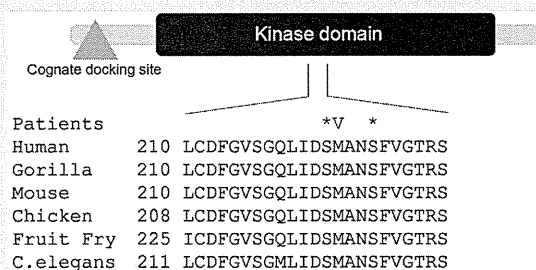 Kinase domain
Cognate docking site
Patients *V *
Human 210 LCDFGVSGQLIDSMANSFVGTRS
Gorilla 210 LCDFGVSGQLIDSMANSFVGTRS
Mouse 210 LCDFGVSGQLIDSMANSFVGTRS
Chicken 208 LCDFGVSGQLIDSMANSFVGTRS
Fruit Fry 225 ICDFGVSGQLIDSMANSFVGTRS
C.elegans 211 LCDFGVSGMLIDSMANSFVGTRS